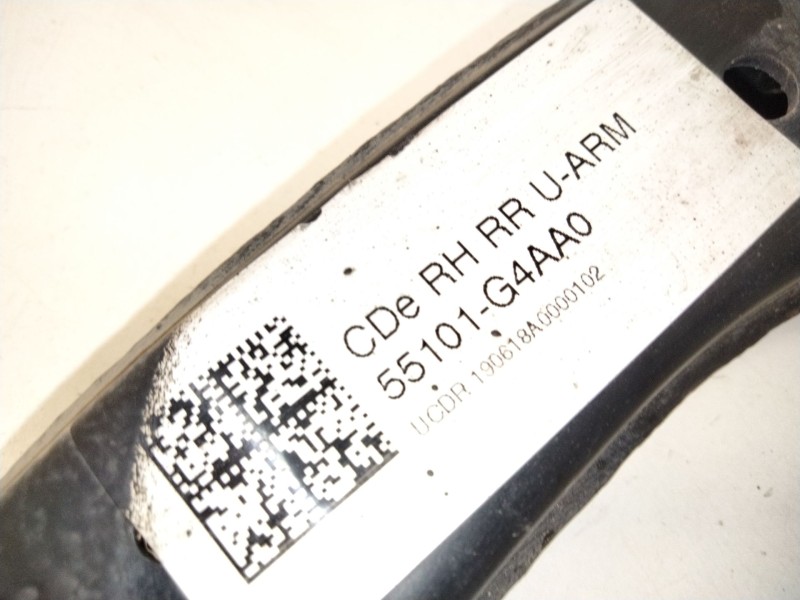 CDe RH RR U-ARM
55101-G4AA0
UCDR 190618A0000102